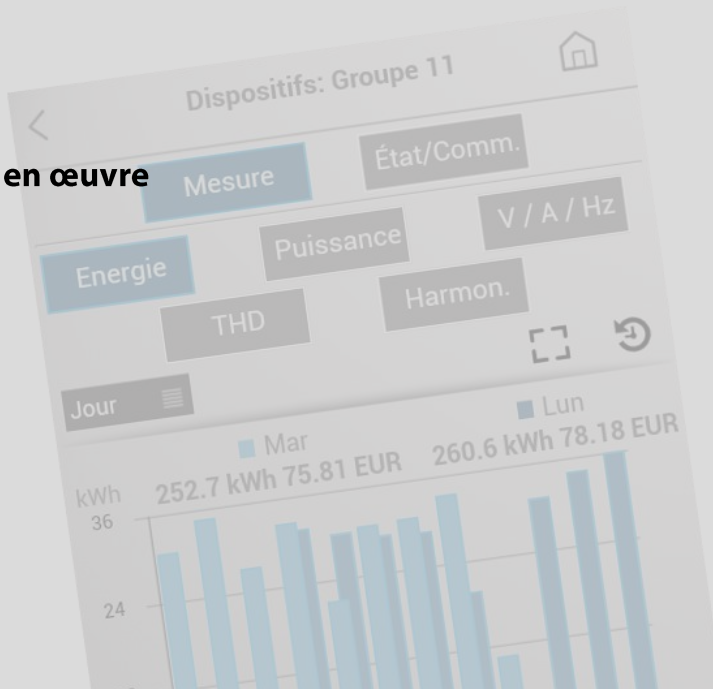 Dispositifs: Groupe 11
en œuvre
Mesure
État/Comm.
Energie
Puissance
V / A / Hz
THD
Harmon.
Jour
Mar
Lun
252.7 kWh 75.81 EUR
260.6 kWh 78.18 EUR
kWh
36
24